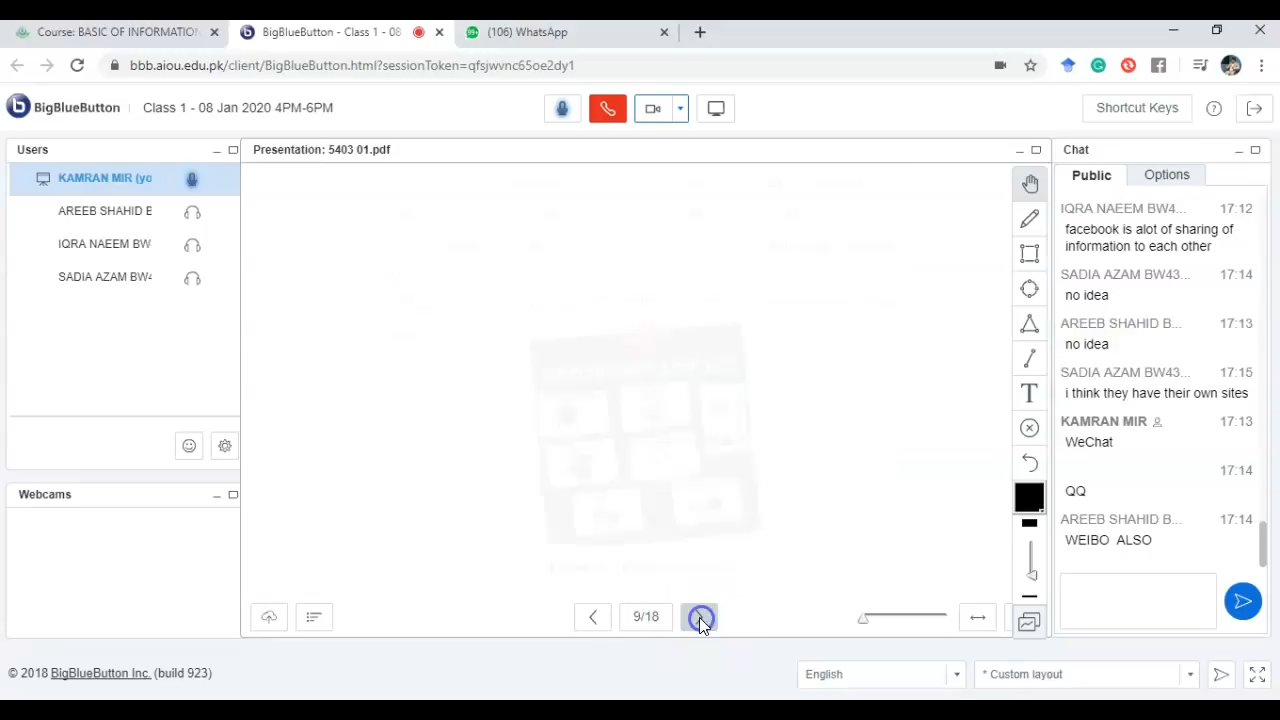 Course: BASIC OF INFORMATION
BigBlueButton - Class 1 - 08
99+
(106) WhatsApp
bbb.aiou.edu.pk/client/BigBlueButton.html?sessionToken=qfsjwvnc65oe2dy1
BigBlueButton
Class 1 - 08 Jan 2020 4PM-6PM
Shortcut Keys
Users
Presentation: 5403 01.pdf
Chat
KAMRAN MIR (yo
AREEB SHAHID B
IQRA NAEEM BW
SADIA AZAM BW4
Public
Options
IQRA NAEEM BW4... 17:12
facebook is alot of sharing of
information to each other
SADIA AZAM BW43... 17:14
no idea
AREEB SHAHID B... 17:13
no idea
SADIA AZAM BW43... 17:15
i think they have their own sites
KAMRAN MIR 17:13
WeChat
17:14
QQ
AREEB SHAHID B... 17:14
WEIBO ALSO
T
Webcams
9/18
© 2018 BigBlueButton Inc. (build 923)
English
* Custom layout